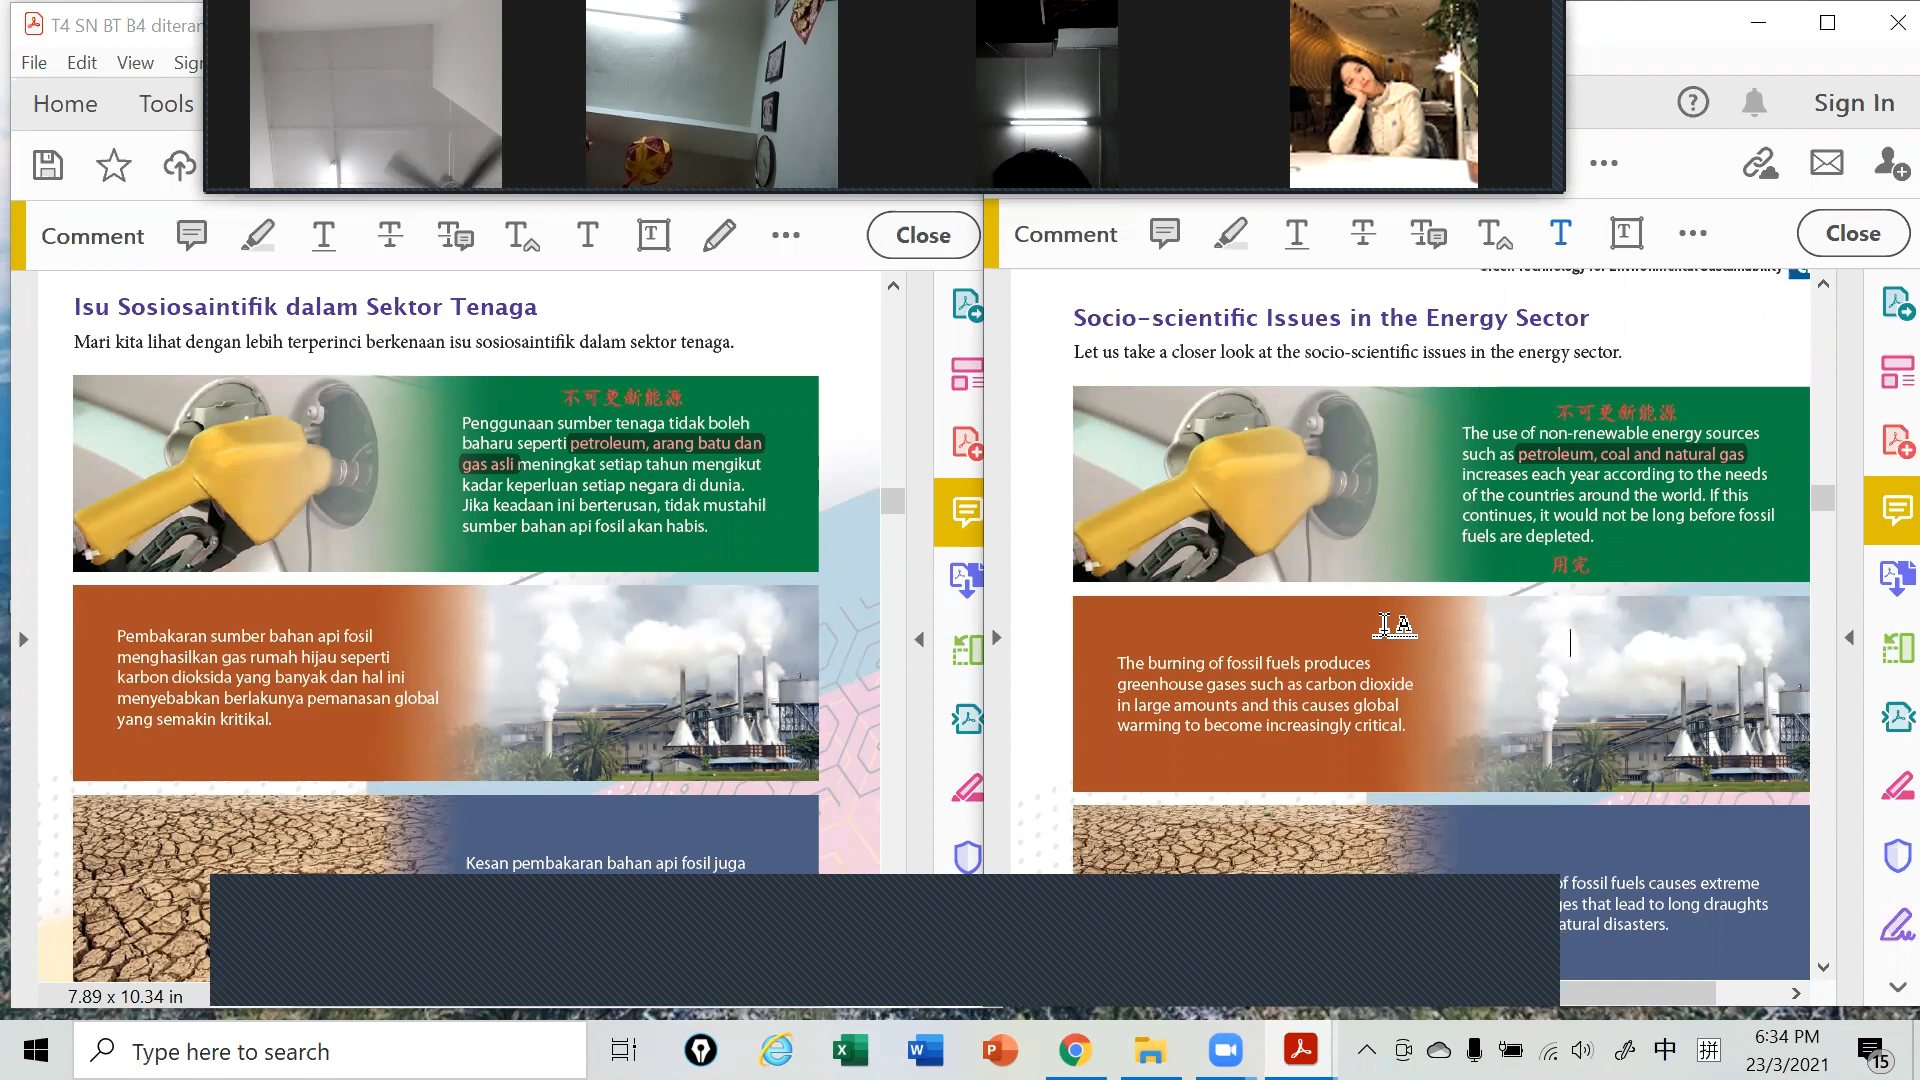 T4 SN BT B4 diteran
File Edit View Sign
Home Tools
Sign In
Comment
Close
Comment
Close
Isu Sosiosaintifik dalam Sektor Tenaga
Mari kita lihat dengan lebih terperinci berkenaan isu sosiosaintifik dalam sektor tenaga.
不可更新能源
Penggunaan sumber tenaga tidak boleh
baharu seperti petroleum, arang batu dan
gas asli meningkat setiap tahun mengikut
kadar keperluan setiap negara di dunia.
Jika keadaan ini berterusan, tidak mustahil
sumber bahan api fosil akan habis.
Pembakaran sumber bahan api fosil
menghasilkan gas rumah hijau seperti
karbon dioksida yang banyak dan hal ini
menyebabkan berlakunya pemanasan global
yang semakin kritikal.
Kesan pembakaran bahan api fosil juga
7.89 x 10.34 in
Green Technology for Environmental Sustainability
Socio-scientific Issues in the Energy Sector
Let us take a closer look at the socio-scientific issues in the energy sector.
不可更新能源
The use of non-renewable energy sources
such as petroleum, coal and natural gas
increases each year according to the needs
of the countries around the world. If this
continues, it would not be long before fossil
fuels are depleted.
用完
The burning of fossil fuels produces
greenhouse gases such as carbon dioxide
in large amounts and this causes global
warming to become increasingly critical.
of fossil fuels causes extreme
ges that lead to long draughts
atural disasters.
Type here to search
中
拼
6:34 PM
23/3/2021
15